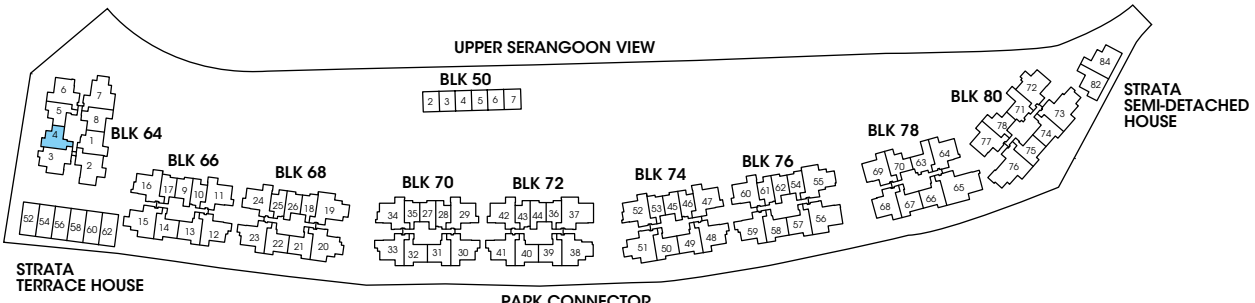 UPPER SERANGOON VIEW
BLK 50
2 3 4 5 6 7
84
82
STRATA
SEMI-DETACHED
HOUSE
BLK 80
72
71
73
78
74
77
75
76
6 7
5 8
4 1
3 2
BLK 64
BLK 66
16 17 9 10 11
15 14 13 12
BLK 68
24 25 26 18 19
23 22 21 20
BLK 70
34 35 27 28 29
33 32 31 30
BLK 72
42 43 44 36 37
41 40 39 38
BLK 74
52 53 45 46 47
51 50 49 48
BLK 76
60 61 62 54 55
59 58 57 56
BLK 78
69 70 63 64
68 67 66 65
52 54 56 58 60 62
STRATA
TERRACE HOUSE
PARK CONNECTOR